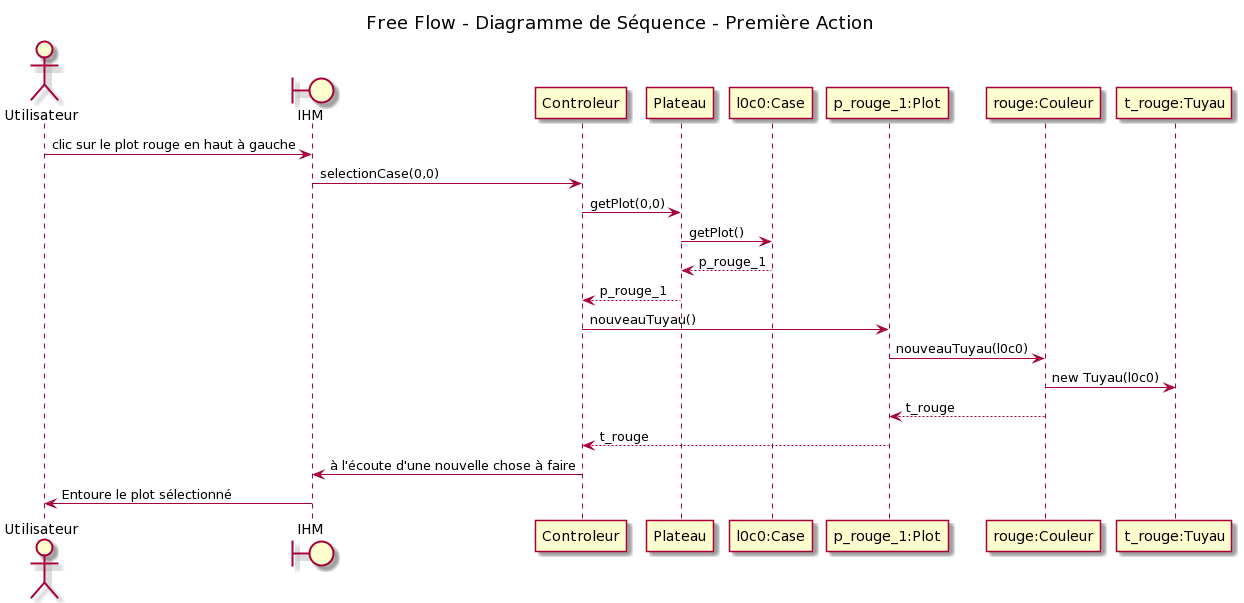 Free Flow - Diagramme de Séquence - Première Action
Utilisateur
IHM
Controleur
Plateau
l0c0:Case
p_rouge_1:Plot
rouge:Couleur
t_rouge:Tuyau
clic sur le plot rouge en haut à gauche
selectionCase(0,0)
getPlot(0,0)
getPlot()
p_rouge_1
p_rouge_1
nouveauTuyau()
nouveauTuyau(l0c0)
new Tuyau(l0c0)
t_rouge
t_rouge
à l'écoute d'une nouvelle chose à faire
Entoure le plot sélectionné
Utilisateur
IHM
Controleur
Plateau
l0c0:Case
p_rouge_1:Plot
rouge:Couleur
t_rouge:Tuyau